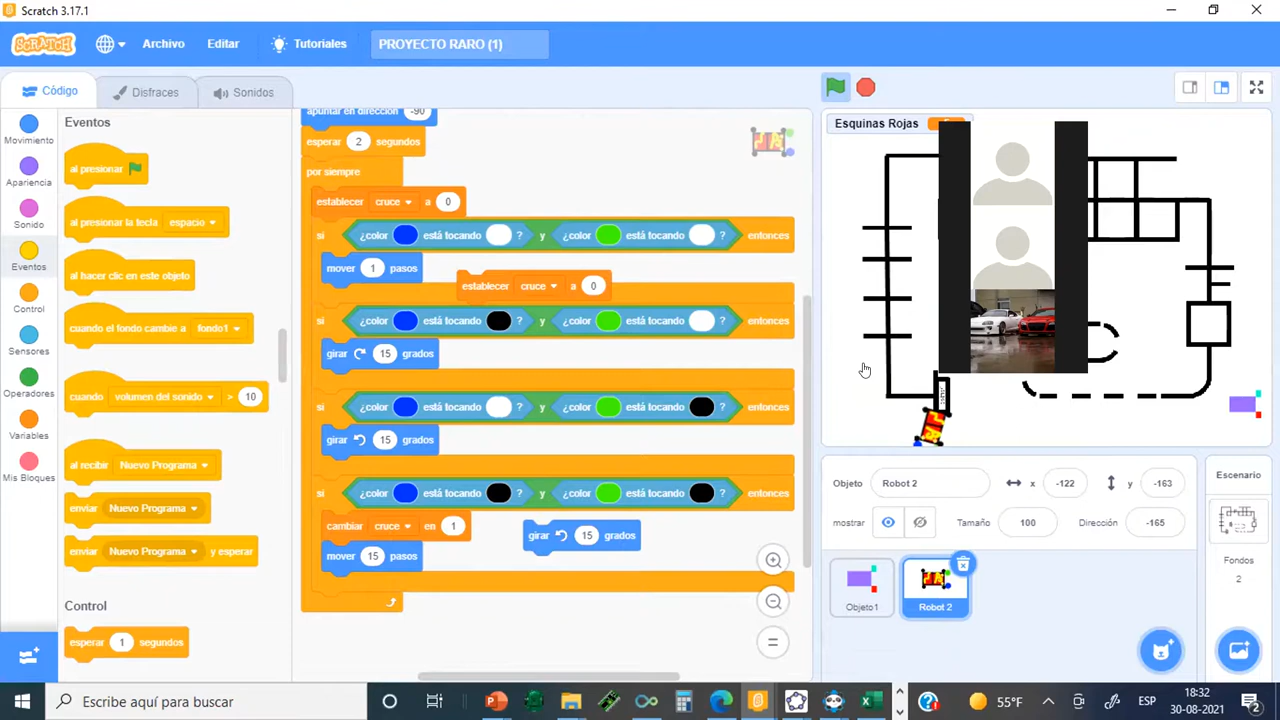 Scratch 3.17.1
SCRATCH Archivo Editar Tutoriales PROYECTO RARO (1)
Código Disfraces Sonidos
Movimiento
Apariencia
Sonido
Eventos
Control
Sensores
Operadores
Variables
Mis Bloques
Eventos
al presionar
al presionar la tecla espacio
al hacer clic en este objeto
cuando el fondo cambie a fondo1
cuando volumen del sonido > 10
al recibir Nuevo Programa
enviar Nuevo Programa
enviar Nuevo Programa y esperar
Control
esperar 1 segundos
apuntar en dirección -90
esperar 2 segundos
por siempre
establecer cruce a 0
si ¿color está tocando ? y ¿color está tocando ? entonces
mover 1 pasos
establecer cruce a 0
si ¿color está tocando ? y ¿color está tocando ? entonces
girar 15 grados
si ¿color está tocando ? y ¿color está tocando ? entonces
girar 15 grados
si ¿color está tocando ? y ¿color está tocando ? entonces
cambiar cruce en 1
girar 15 grados
mover 15 pasos
Esquinas Rojas
Objeto Robot 2 x -122 y -163
mostrar Tamaño 100 Dirección -165
Objeto1
Robot 2
Escenario
Fondos
2
Escribe aquí para buscar
55°F
ESP
18:32
30-08-2021
2